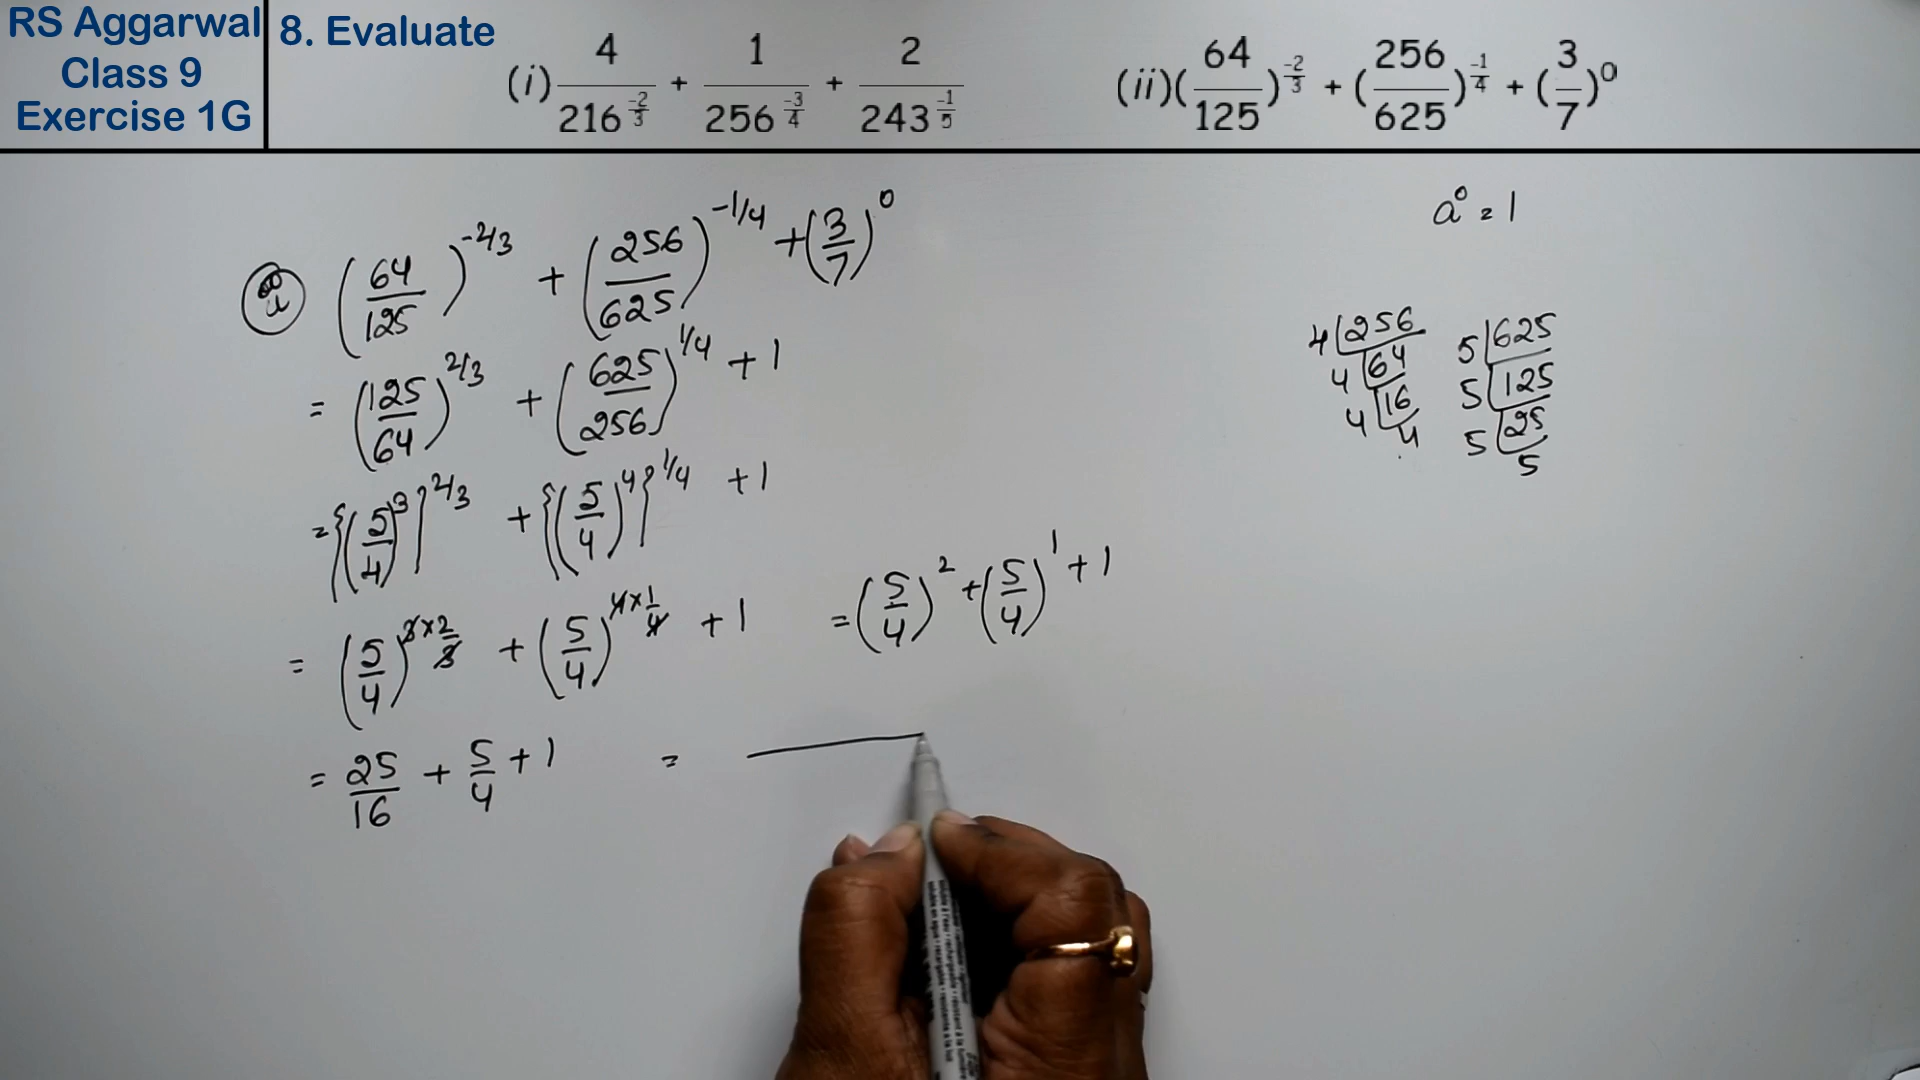 RS Aggarwal
Class 9
Exercise 1G
8. Evaluate
(i) 4/216^(-2/3) + 1/256^(-3/4) + 2/243^(-1/5)
(ii) (64/125)^(-2/3) + (256/625)^(-1/4) + (3/7)^0
a^0 = 1
(64/125)^(-2/3) + (256/625)^(-1/4) + (3/7)^0
= (125/64)^(2/3) + (625/256)^(1/4) + 1
= {(5/4)^3}^(2/3) + {(5/4)^4}^(1/4) + 1
= (5/4)^(3×2/3) + (5/4)^(4×1/4) + 1
= (5/4)^2 + (5/4)^1 + 1
= 25/16 + 5/4 + 1 =
4 256
4 64
4 16
4
5 625
5 125
5 25
5